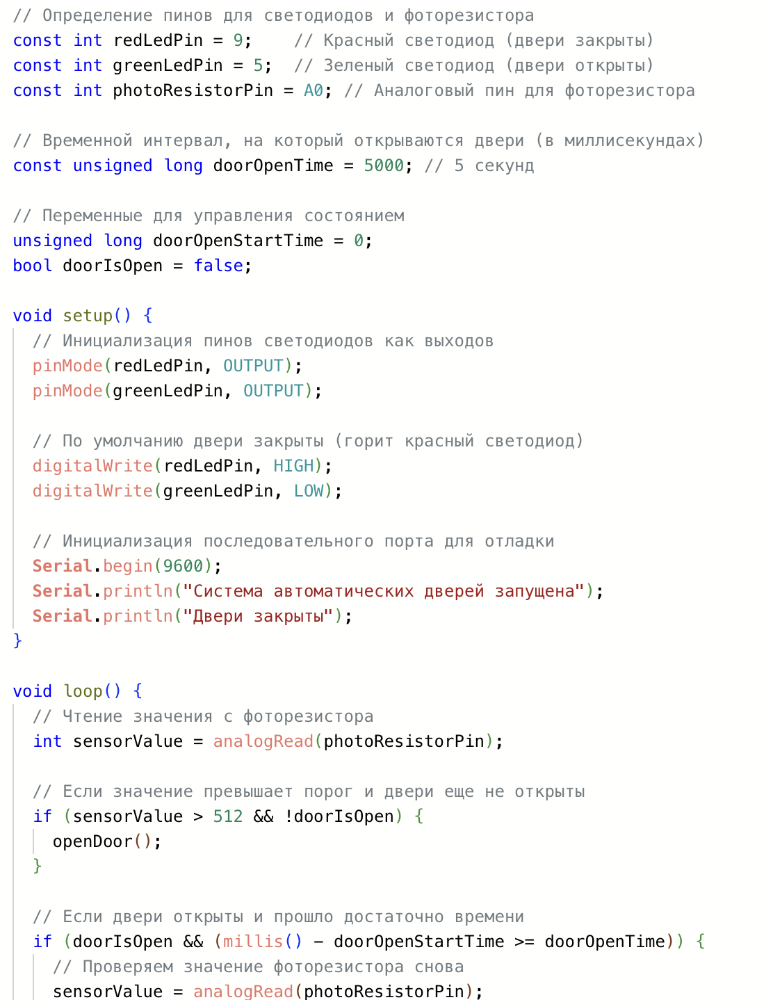 // Определение пинов для светодиодов и фоторезистора
const int redLedPin = 9;    // Красный светодиод (двери закрыты)
const int greenLedPin = 5;  // Зеленый светодиод (двери открыты)
const int photoResistorPin = A0; // Аналоговый пин для фоторезистора

// Временной интервал, на который открываются двери (в миллисекундах)
const unsigned long doorOpenTime = 5000; // 5 секунд

// Переменные для управления состоянием
unsigned long doorOpenStartTime = 0;
bool doorIsOpen = false;

void setup() {
  // Инициализация пинов светодиодов как выходов
  pinMode(redLedPin, OUTPUT);
  pinMode(greenLedPin, OUTPUT);

  // По умолчанию двери закрыты (горит красный светодиод)
  digitalWrite(redLedPin, HIGH);
  digitalWrite(greenLedPin, LOW);

  // Инициализация последовательного порта для отладки
  Serial.begin(9600);
  Serial.println("Система автоматических дверей запущена");
  Serial.println("Двери закрыты");
}

void loop() {
  // Чтение значения с фоторезистора
  int sensorValue = analogRead(photoResistorPin);

  // Если значение превышает порог и двери еще не открыты
  if (sensorValue > 512 && !doorIsOpen) {
    openDoor();
  }

  // Если двери открыты и прошло достаточно времени
  if (doorIsOpen && (millis() − doorOpenStartTime >= doorOpenTime)) {
    // Проверяем значение фоторезистора снова
    sensorValue = analogRead(photoResistorPin);